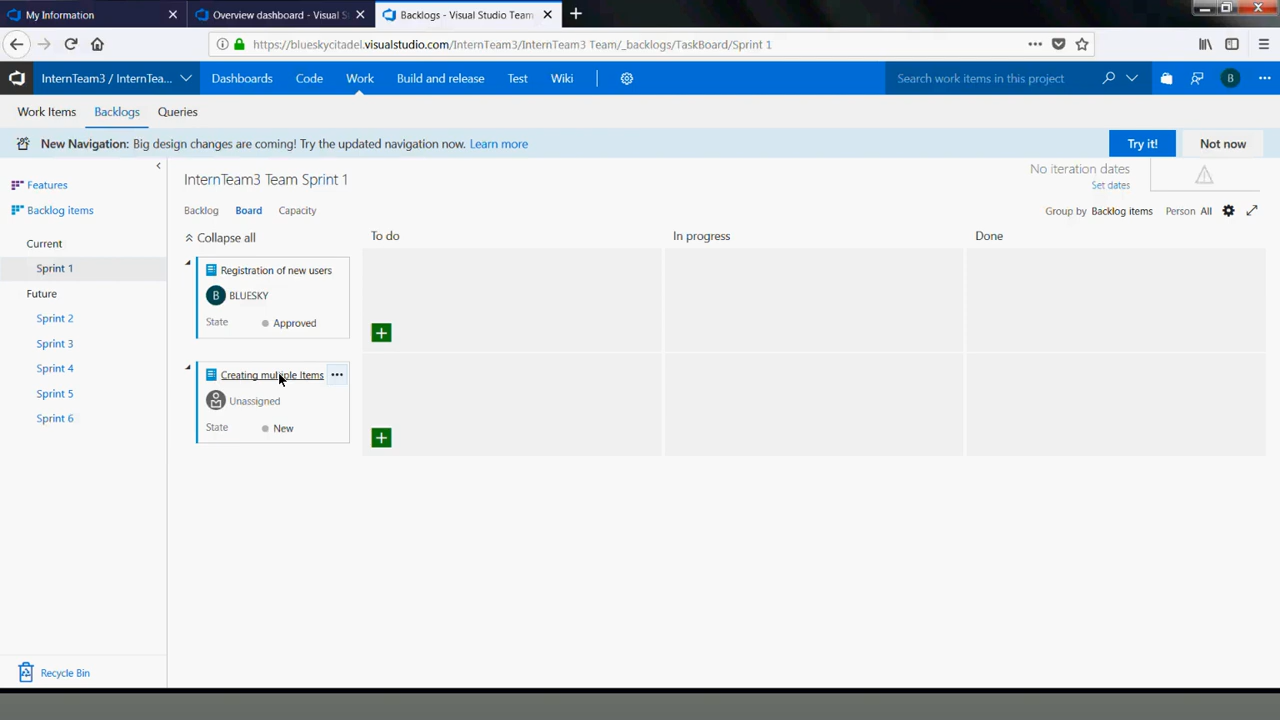 My Information
Overview dashboard - Visual S
Backlogs - Visual Studio Team
https://blueskycitadel.visualstudio.com/InternTeam3/InternTeam3 Team/_backlogs/TaskBoard/Sprint 1
InternTeam3 / InternTea...
Dashboards
Code
Work
Build and release
Test
Wiki
Search work items in this project
B
Work Items
Backlogs
Queries
New Navigation: Big design changes are coming! Try the updated navigation now. Learn more
Try it!
Not now
Features
Backlog items
Current
Sprint 1
Future
Sprint 2
Sprint 3
Sprint 4
Sprint 5
Sprint 6
Recycle Bin
InternTeam3 Team Sprint 1
No iteration dates
Set dates
Backlog
Board
Capacity
Group by Backlog items
Person All
Collapse all
To do
In progress
Done
Registration of new users
B BLUESKY
State Approved
Creating multiple Items
Unassigned
State New